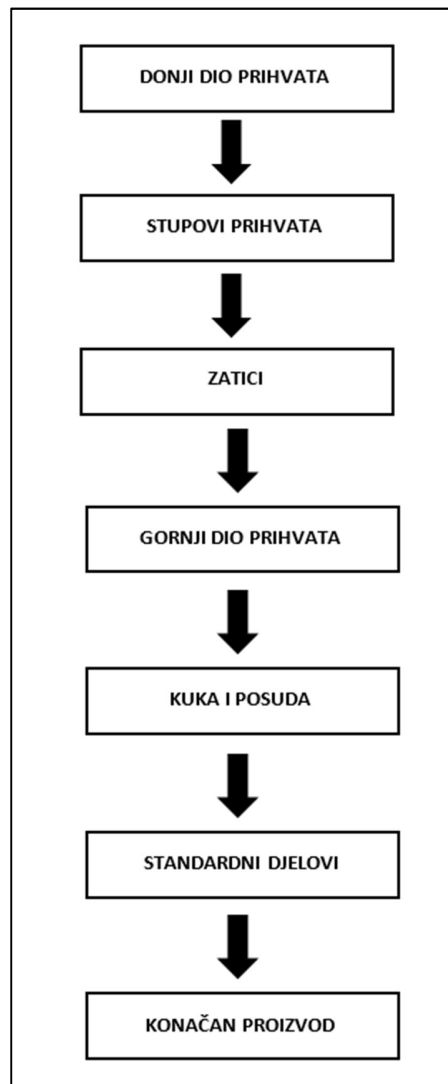 DONJI DIO PRIHVATA
STUPOVI PRIHVATA
ZATICI
GORNJI DIO PRIHVATA
KUKA I POSUDA
STANDARDNI DJELOVI
KONAČAN PROIZVOD